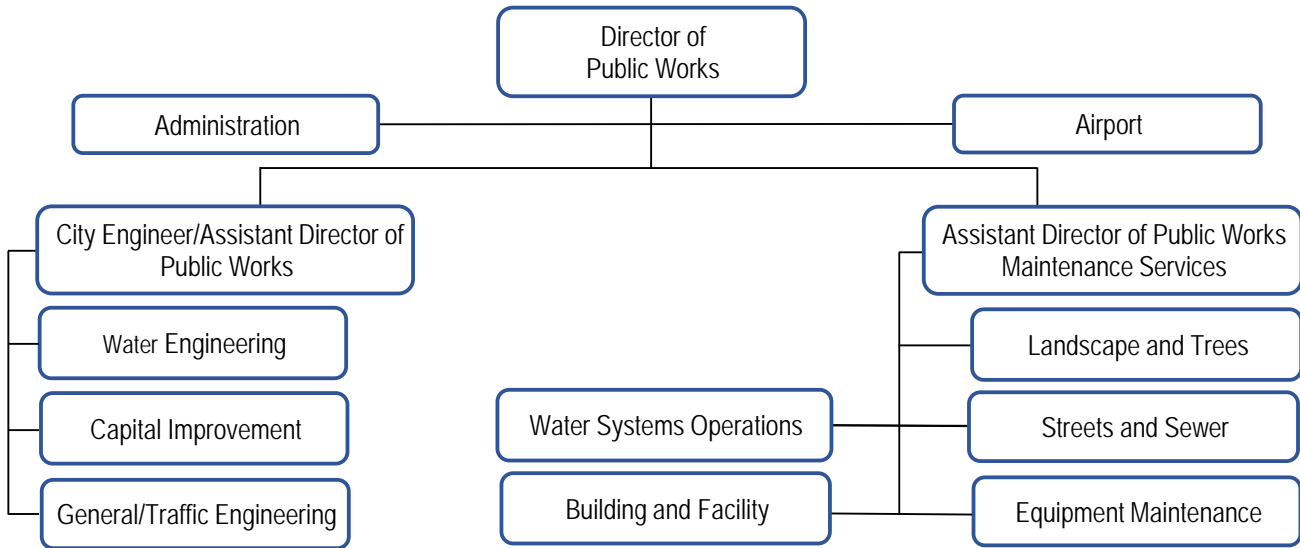 Director of
Public Works
Administration
Airport
City Engineer/Assistant Director of
Public Works
Assistant Director of Public Works
Maintenance Services
Water Engineering
Landscape and Trees
Capital Improvement
Water Systems Operations
Streets and Sewer
General/Traffic Engineering
Building and Facility
Equipment Maintenance